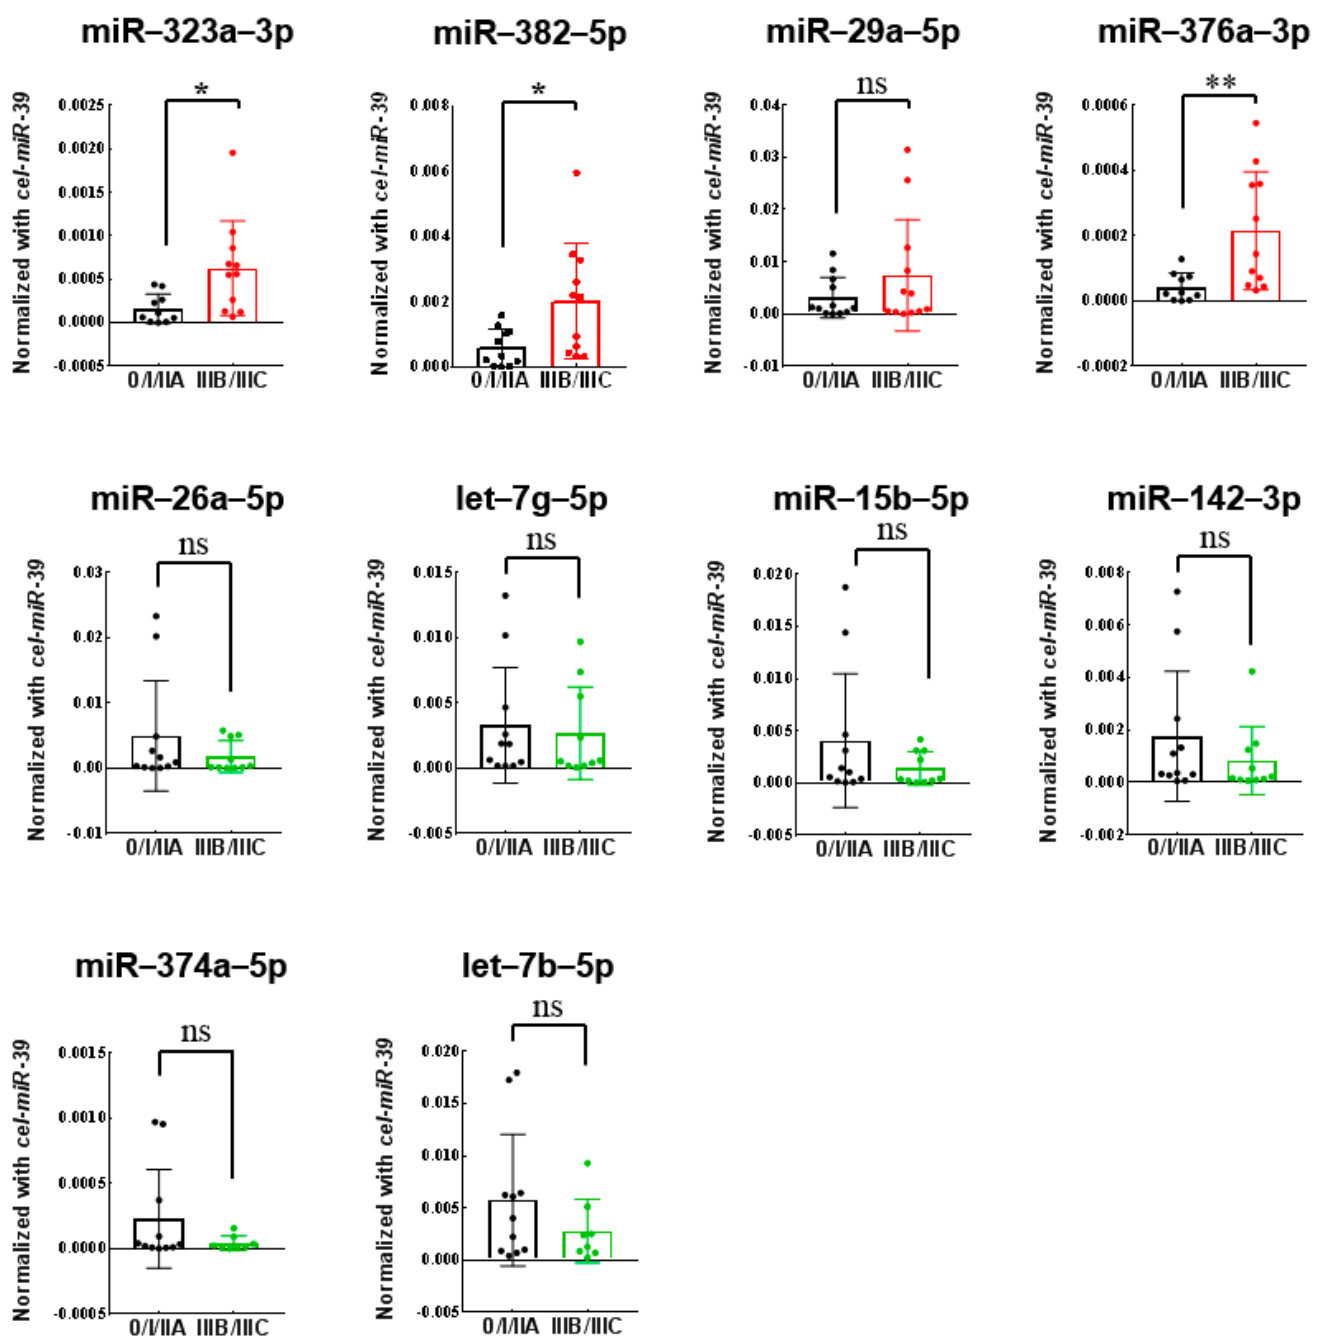 miR–323a–3p
miR–382–5p
miR–29a–5p
miR–376a–3p
*
*
ns
**
Normalized with cel-miR-39
0.0025
0.0020
0.0015
0.0010
0.0005
0.0000
-0.0005
0/I/IIA IIIB/IIIC
Normalized with cel-miR-39
0.008
0.006
0.004
0.002
0.000
0/I/IIA IIIB/IIIC
Normalized with cel-miR-39
0.04
0.03
0.02
0.01
0.00
-0.01
0/I/IIA IIIB/IIIC
Normalized with cel-miR-39
0.0006
0.0004
0.0002
0.0000
-0.0002
0/I/IIA IIIB/IIIC
miR–26a–5p
let–7g–5p
miR–15b–5p
miR–142–3p
ns
ns
ns
ns
Normalized with cel-miR-39
0.03
0.02
0.01
0.00
-0.01
0/I/IIA IIIB/IIIC
Normalized with cel-miR-39
0.015
0.010
0.005
0.000
-0.005
0/I/IIA IIIB/IIIC
Normalized with cel-miR-39
0.020
0.015
0.010
0.005
0.000
-0.005
0/I/IIA IIIB/IIIC
Normalized with cel-miR-39
0.008
0.006
0.004
0.002
0.000
-0.002
0/I/IIA IIIB/IIIC
miR–374a–5p
let–7b–5p
ns
ns
Normalized with cel-miR-39
0.0015
0.0010
0.0005
0.0000
-0.0005
0/I/IIA IIIB/IIIC
Normalized with cel-miR-39
0.020
0.015
0.010
0.005
0.000
-0.005
0/I/IIA IIIB/IIIC